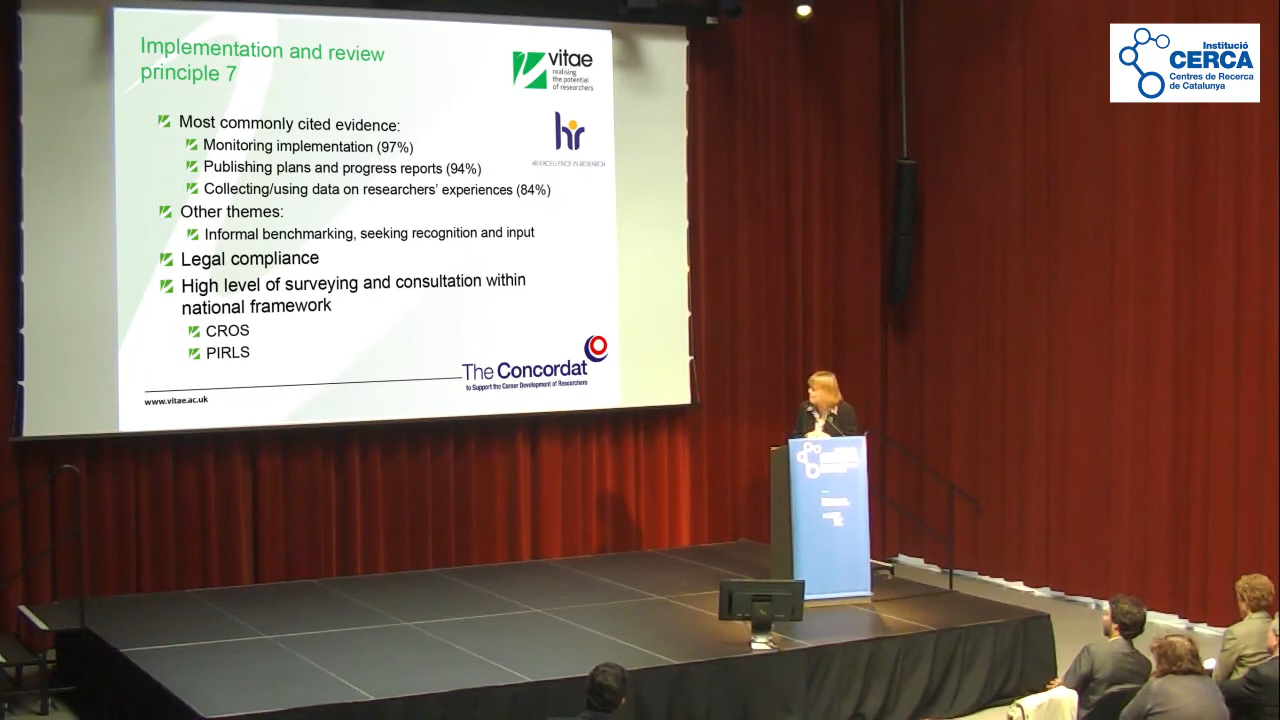 Implementation and review
principle 7
vitae
realising
the potential
of researchers
Most commonly cited evidence:
Monitoring implementation (97%)
Publishing plans and progress reports (94%)
Collecting/using data on researchers' experiences (84%)
hr
HR EXCELLENCE IN RESEARCH
Other themes:
Informal benchmarking, seeking recognition and input
Legal compliance
High level of surveying and consultation within
national framework
CROS
PIRLS
The Concordat
to Support the Career Development of Researchers
www.vitae.ac.uk
Institució
CERCA
Centres de Recerca
de Catalunya